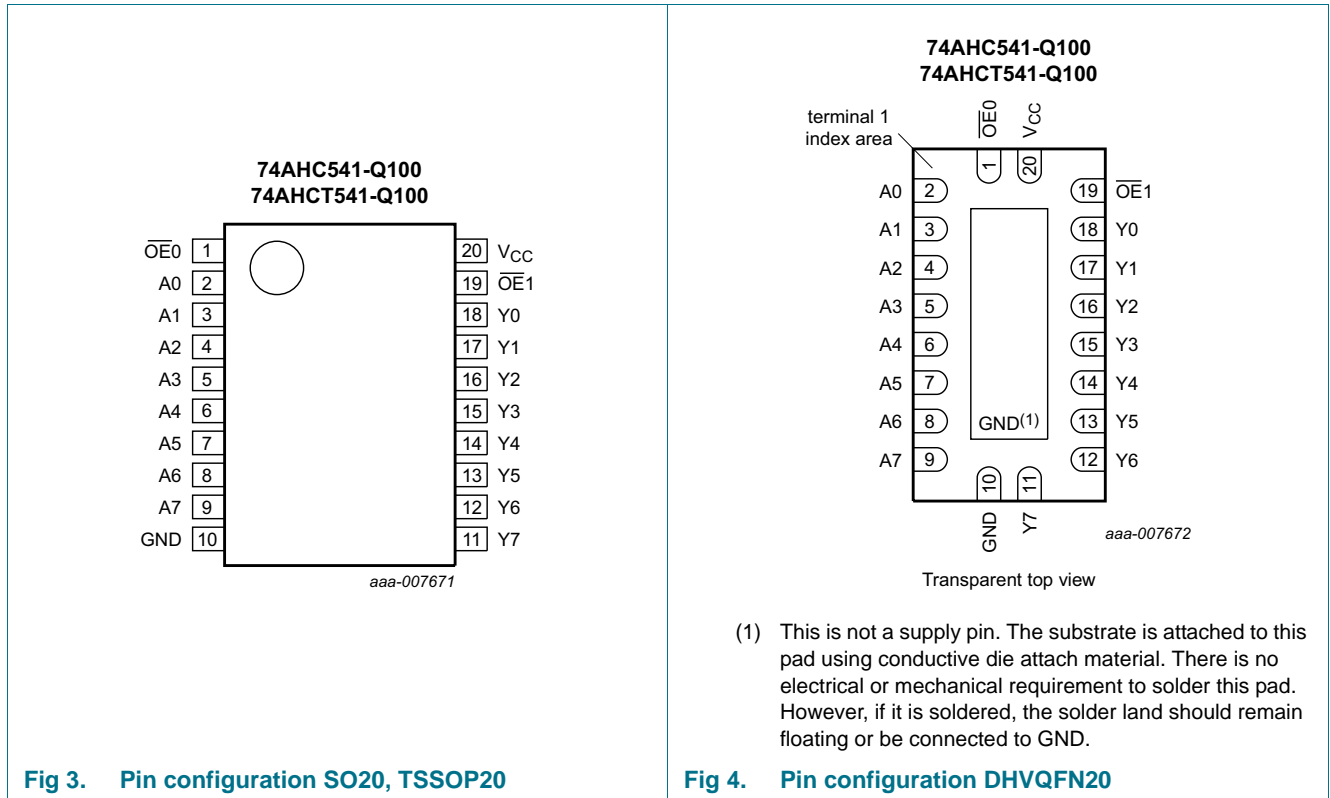 74AHC541-Q100
74AHCT541-Q100
OE0 1
A0 2
A1 3
A2 4
A3 5
A4 6
A5 7
A6 8
A7 9
GND 10
20 VCC
19 OE1
18 Y0
17 Y1
16 Y2
15 Y3
14 Y4
13 Y5
12 Y6
11 Y7
aaa-007671
Fig 3. Pin configuration SO20, TSSOP20
74AHC541-Q100
74AHCT541-Q100
terminal 1
index area
OE0 VCC
1 20
A0 2
A1 3
A2 4
A3 5
A4 6
A5 7
A6 8
A7 9
GND(1)
19 OE1
18 Y0
17 Y1
16 Y2
15 Y3
14 Y4
13 Y5
12 Y6
10 11
GND Y7
aaa-007672
Transparent top view
(1) This is not a supply pin. The substrate is attached to this
pad using conductive die attach material. There is no
electrical or mechanical requirement to solder this pad.
However, if it is soldered, the solder land should remain
floating or be connected to GND.
Fig 4. Pin configuration DHVQFN20